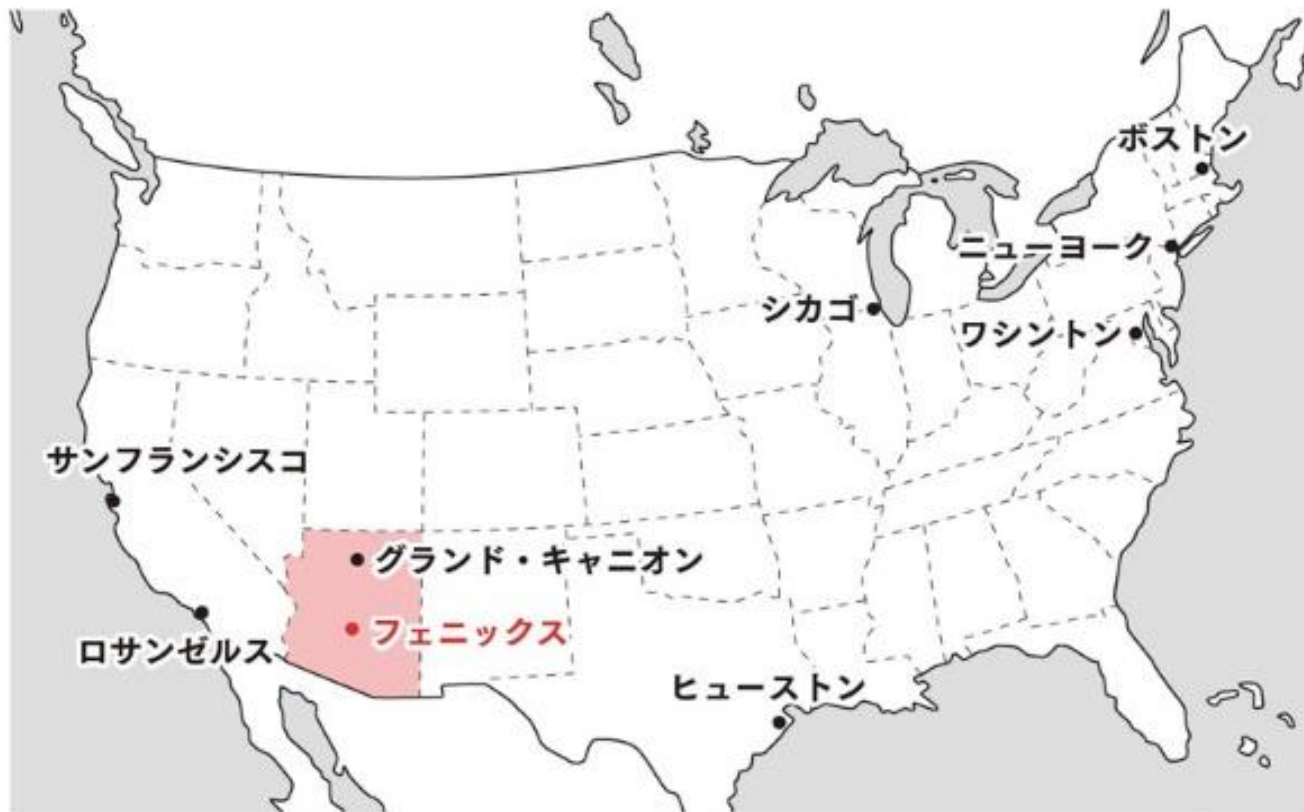 ボストン
ニューヨーク
シカゴ
ワシントン
サンフランシスコ
グランド・キャニオン
フェニックス
ロサンゼルス
ヒューストン